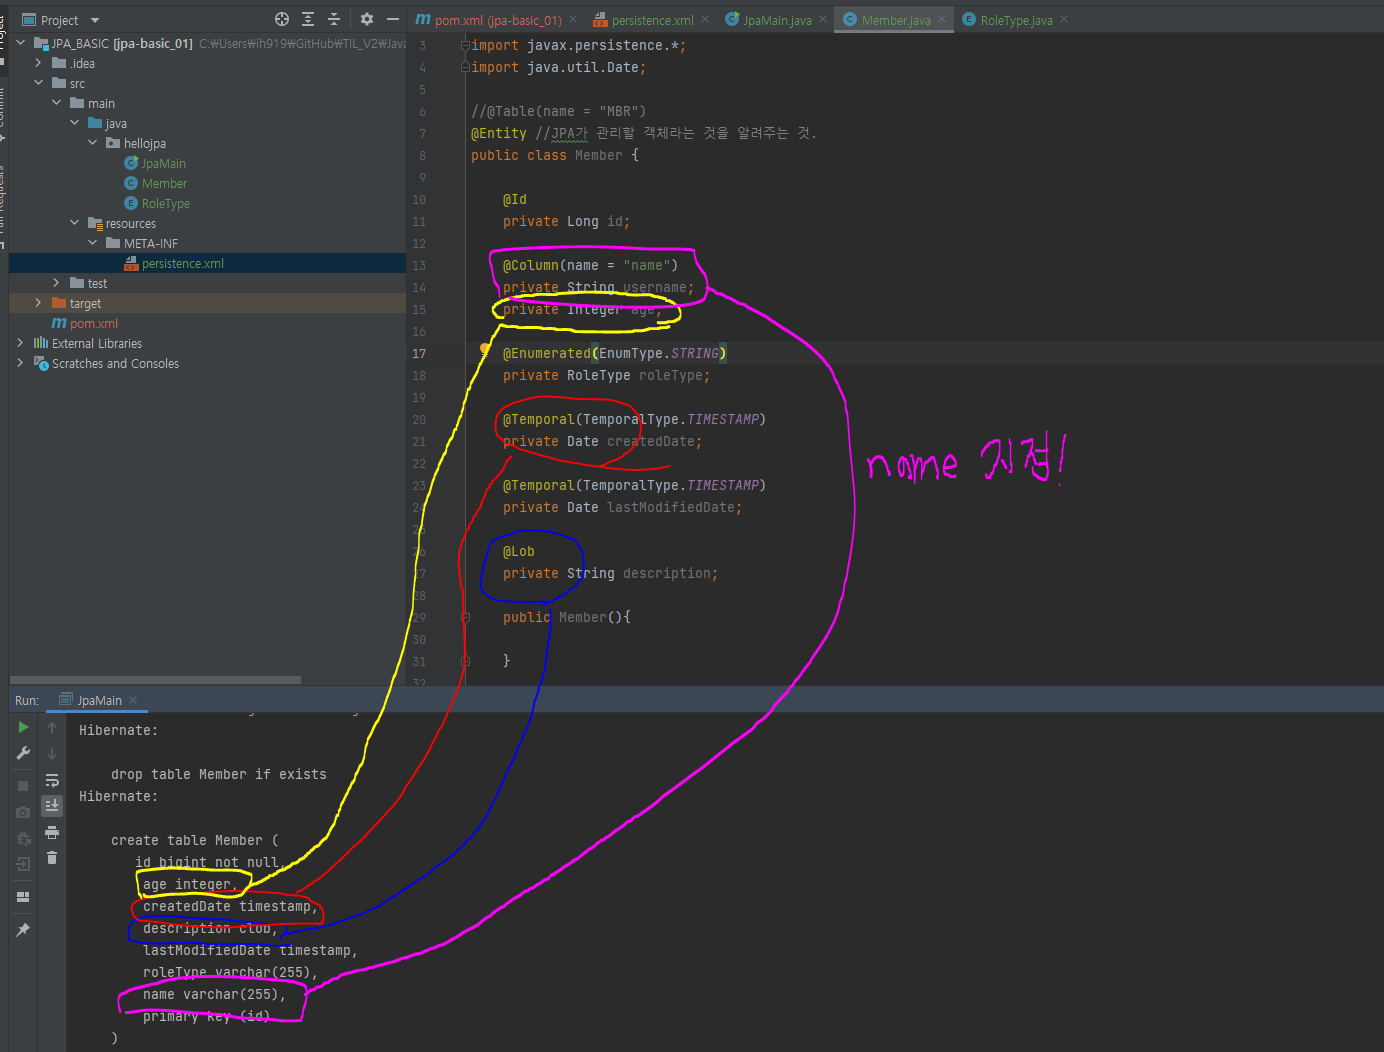 Project
pom.xml (jpa-basic_01)
persistence.xml
JpaMain.java
Member.java
RoleType.java
JPA_BASIC [jpa-basic_01] C:₩Users₩ih919₩GitHub₩TIL_V2₩Java
.idea
src
main
java
hellojpa
JpaMain
Member
RoleType
resources
META-INF
persistence.xml
test
target
pom.xml
External Libraries
Scratches and Consoles
3 import javax.persistence.*;
4 import java.util.Date;
5
6 //@Table(name = "MBR")
7 @Entity //JPA가 관리할 객체라는 것을 알려주는 것.
8 public class Member {
9
10 @Id
11 private Long id;
12
13 @Column(name = "name")
14 private String username;
15 private Integer age;
16
17 @Enumerated(EnumType.STRING)
18 private RoleType roleType;
19
20 @Temporal(TemporalType.TIMESTAMP)
21 private Date createdDate;
22
23 @Temporal(TemporalType.TIMESTAMP)
24 private Date lastModifiedDate;
25
26 @Lob
27 private String description;
28
29 public Member(){
30
31 }
32
name 지정!
Run: JpaMain
Hibernate:
drop table Member if exists
Hibernate:
create table Member (
id bigint not null,
age integer,
createdDate timestamp,
description clob,
lastModifiedDate timestamp,
roleType varchar(255),
name varchar(255),
primary key (id)
)